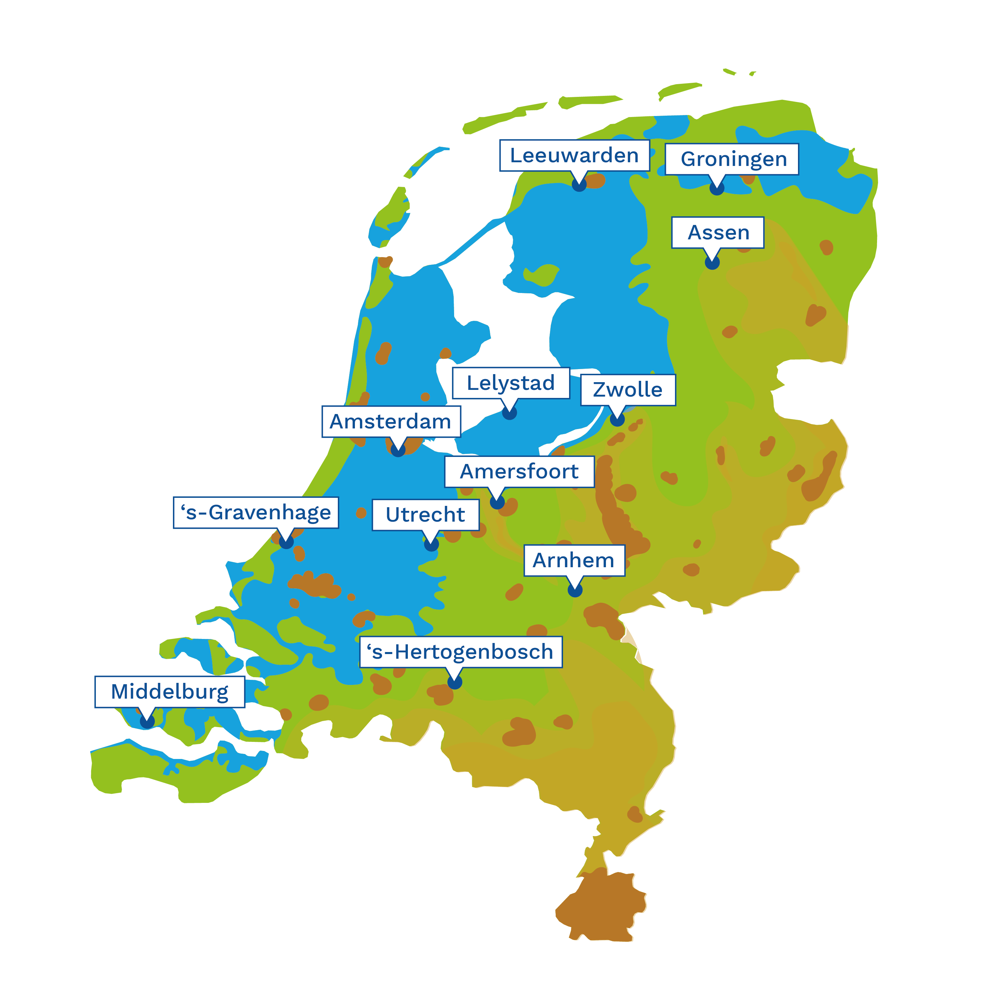 Leeuwarden
Groningen
Assen
Lelystad
Zwolle
Amsterdam
Amersfoort
‘s-Gravenhage
Utrecht
Arnhem
‘s-Hertogenbosch
Middelburg